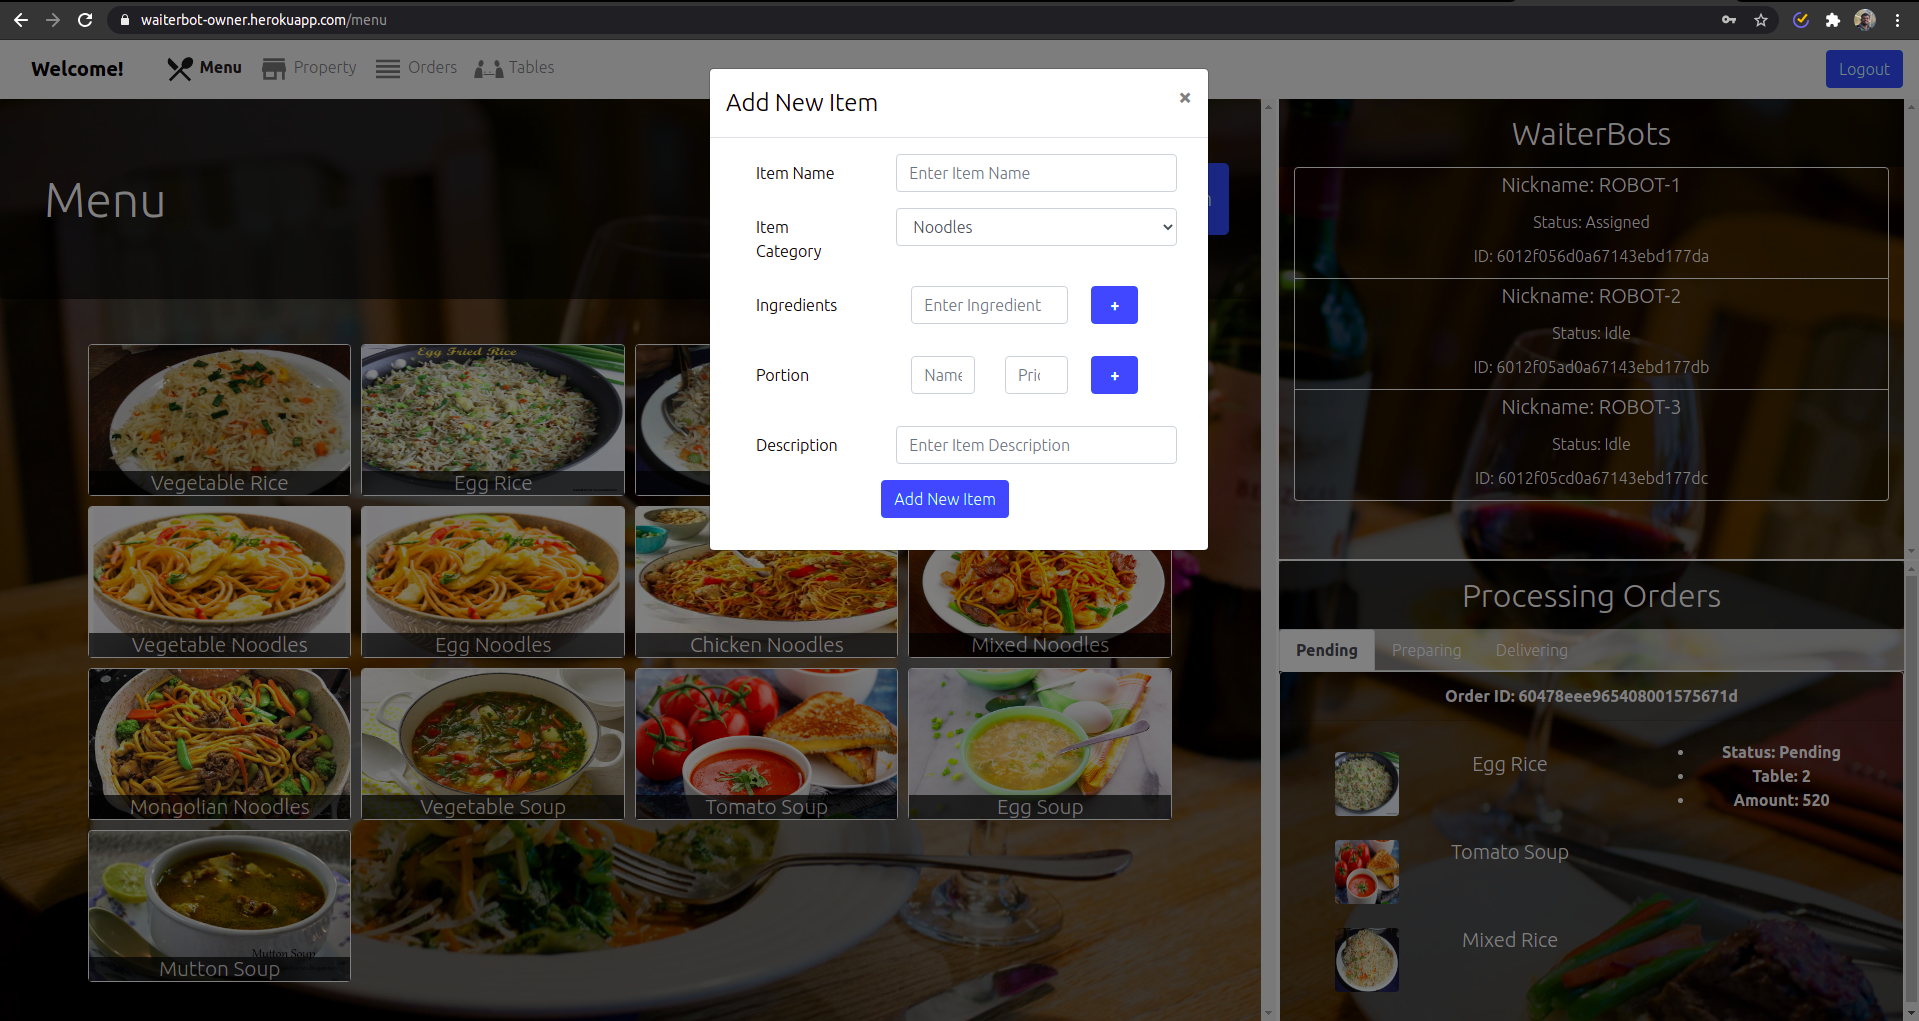 waiterbot-owner.herokuapp.com/menu
Welcome!
Menu
Property
Orders
Tables
Logout
Add New Item
×
Item Name
Enter Item Name
Item
Category
Noodles
Ingredients
Enter Ingredient
+
Portion
Name
Pric
+
Description
Enter Item Description
Add New Item
Menu
Egg Fried Rice
Vegetable Rice
Egg Rice
Vegetable Noodles
Egg Noodles
Chicken Noodles
Mixed Noodles
Mongolian Noodles
Vegetable Soup
Tomato Soup
Egg Soup
Mutton Soup
Mutton Soup
WaiterBots
Nickname: ROBOT-1
Status: Assigned
ID: 6012f056d0a67143ebd177da
Nickname: ROBOT-2
Status: Idle
ID: 6012f05ad0a67143ebd177db
Nickname: ROBOT-3
Status: Idle
ID: 6012f05cd0a67143ebd177dc
Processing Orders
Pending
Preparing
Delivering
Order ID: 60478eee965408001575671d
Egg Rice
Status: Pending
Table: 2
Amount: 520
Tomato Soup
Mixed Rice